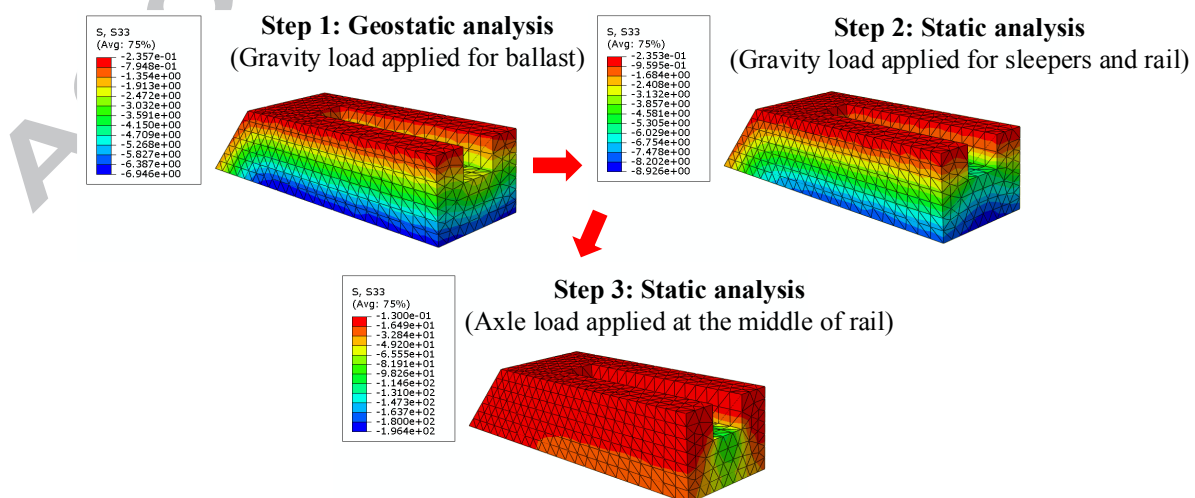 Step 1: Geostatic analysis
(Gravity load applied for ballast)
S, S33
(Avg: 75%)
-2.357e-01
-7.948e-01
-1.354e+00
-1.913e+00
-2.472e+00
-3.032e+00
-3.591e+00
-4.150e+00
-4.709e+00
-5.268e+00
-5.827e+00
-6.387e+00
-6.946e+00
Step 2: Static analysis
(Gravity load applied for sleepers and rail)
S, S33
(Avg: 75%)
-2.353e-01
-9.595e-01
-1.684e+00
-2.408e+00
-3.132e+00
-3.857e+00
-4.581e+00
-5.305e+00
-6.029e+00
-6.754e+00
-7.478e+00
-8.202e+00
-8.926e+00
Step 3: Static analysis
(Axle load applied at the middle of rail)
S, S33
(Avg: 75%)
-1.300e-01
-1.649e+01
-3.284e+01
-4.920e+01
-6.555e+01
-8.191e+01
-9.826e+01
-1.146e+02
-1.310e+02
-1.473e+02
-1.637e+02
-1.800e+02
-1.964e+02